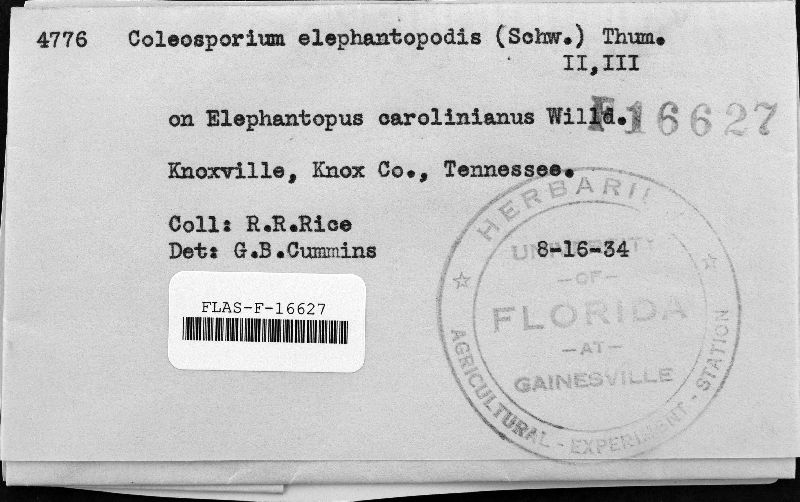 4776 Coleosporium elephantopodis (Schw.) Thum.
II,III
on Elephantopus carolinianus Willd.
F16627
Knoxville, Knox Co., Tennessee.
Coll: R.R.Rice
Det: G.B.Cummins 8-16-34
FLAS-F-16627
HERBARIUM
UNIVERSITY
-OF-
FLORIDA
-AT-
GAINESVILLE
AGRICULTURAL - EXPERIMENT - STATION